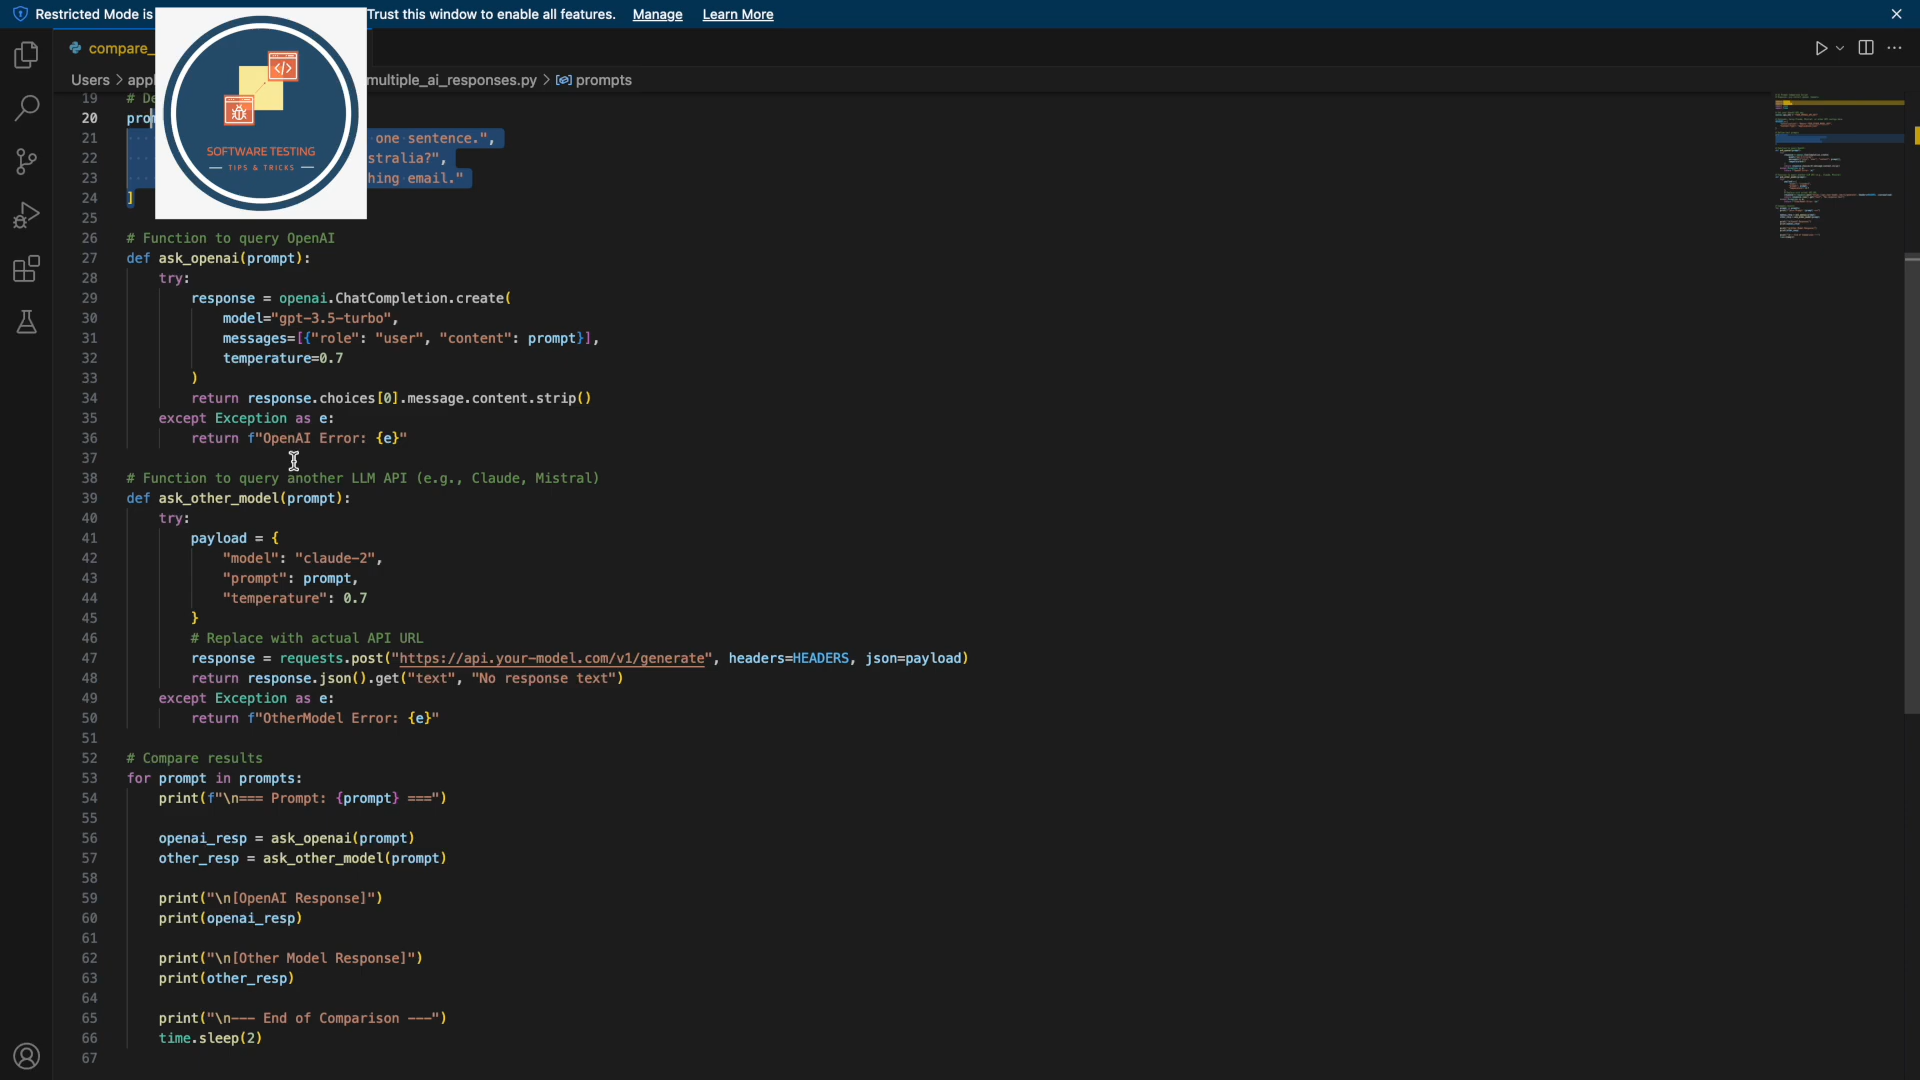 Restricted Mode is Trust this window to enable all features. Manage Learn More
compare_
Users > appl multiple_ai_responses.py > prompts
SOFTWARE TESTING
TIPS & TRICKS
19 # De
20 prom
21 one sentence.",
22 stralia?",
23 hing email."
24 ]
25
26 # Function to query OpenAI
27 def ask_openai(prompt):
28 try:
29 response = openai.ChatCompletion.create(
30 model="gpt-3.5-turbo",
31 messages=[{"role": "user", "content": prompt}],
32 temperature=0.7
33 )
34 return response.choices[0].message.content.strip()
35 except Exception as e:
36 return f"OpenAI Error: {e}"
37
38 # Function to query another LLM API (e.g., Claude, Mistral)
39 def ask_other_model(prompt):
40 try:
41 payload = {
42 "model": "claude-2",
43 "prompt": prompt,
44 "temperature": 0.7
45 }
46 # Replace with actual API URL
47 response = requests.post("https://api.your-model.com/v1/generate", headers=HEADERS, json=payload)
48 return response.json().get("text", "No response text")
49 except Exception as e:
50 return f"OtherModel Error: {e}"
51
52 # Compare results
53 for prompt in prompts:
54 print(f"\n=== Prompt: {prompt} ===")
55
56 openai_resp = ask_openai(prompt)
57 other_resp = ask_other_model(prompt)
58
59 print("\n[OpenAI Response]")
60 print(openai_resp)
61
62 print("\n[Other Model Response]")
63 print(other_resp)
64
65 print("\n--- End of Comparison ---")
66 time.sleep(2)
67